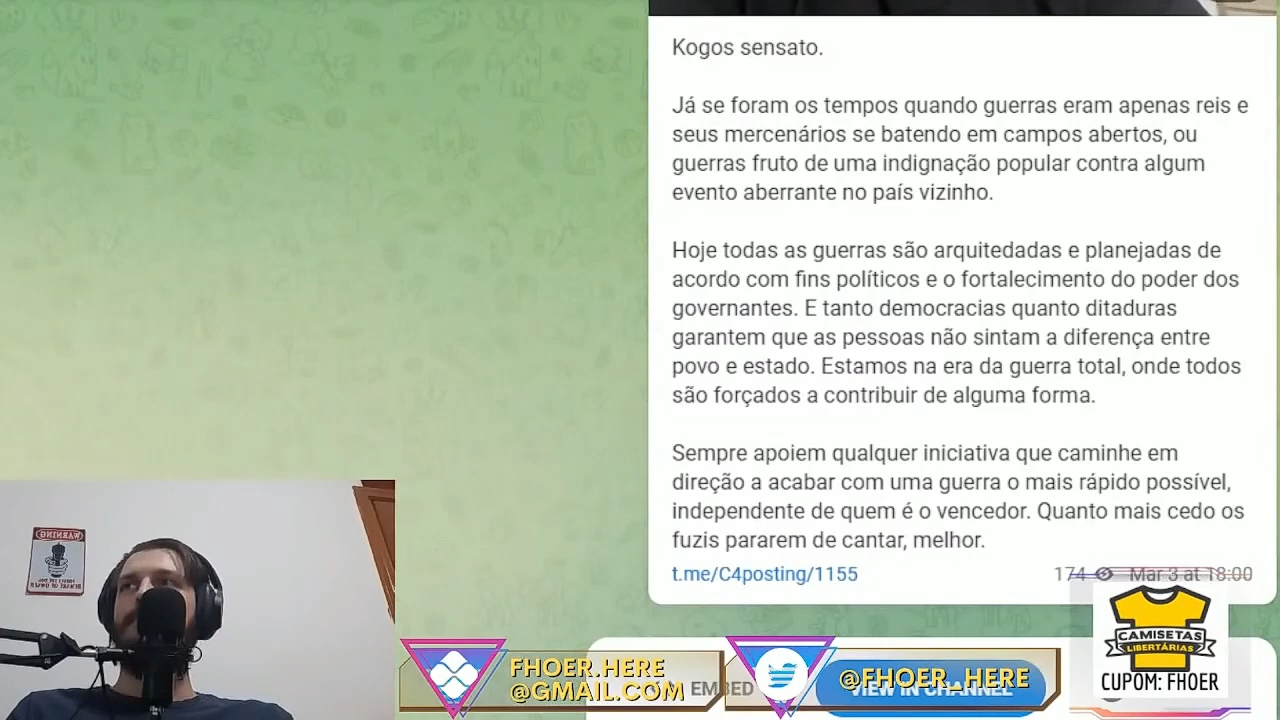 Kogos sensato.
Já se foram os tempos quando guerras eram apenas reis e
seus mercenários se batendo em campos abertos, ou
guerras fruto de uma indignação popular contra algum
evento aberrante no país vizinho.
Hoje todas as guerras são arquitedadas e planejadas de
acordo com fins políticos e o fortalecimento do poder dos
governantes. E tanto democracias quanto ditaduras
garantem que as pessoas não sintam a diferença entre
povo e estado. Estamos na era da guerra total, onde todos
são forçados a contribuir de alguma forma.
Sempre apoiem qualquer iniciativa que caminhe em
direção a acabar com uma guerra o mais rápido possível,
independente de quem é o vencedor. Quanto mais cedo os
fuzis pararem de cantar, melhor.
t.me/C4posting/1155
174 Mar 3 at 18:00
WARNING
CAMISETAS
LIBERTÁRIAS
CUPOM: FHOER
FHOER.HERE
@GMAIL.COM
EMBED
@FHOER_HERE
VIEW IN CHANNEL